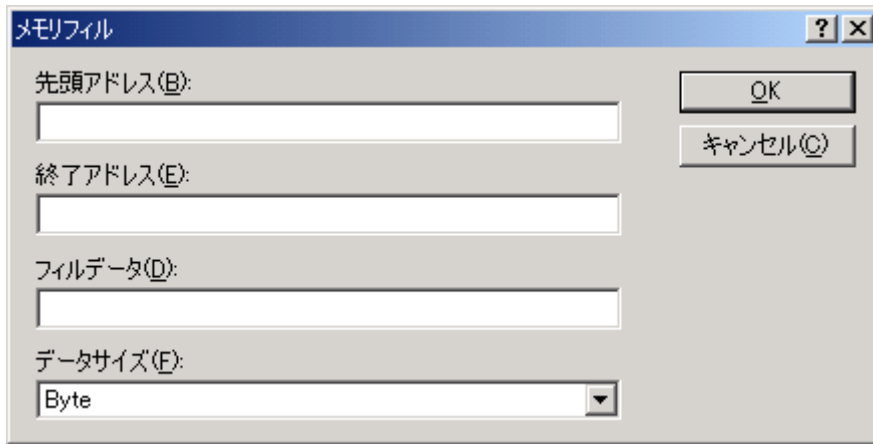 メモリフィル
先頭アドレス(B):
OK
キャンセル(C)
終了アドレス(E):
フィルデータ(D):
データサイズ(F):
Byte